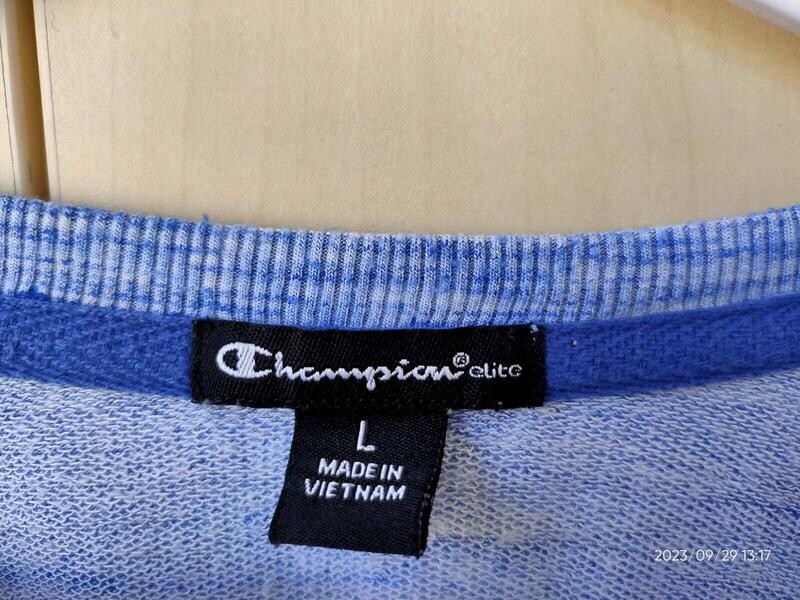 Champion® elite
L
MADE IN
VIETNAM
2023/09/29 13:17